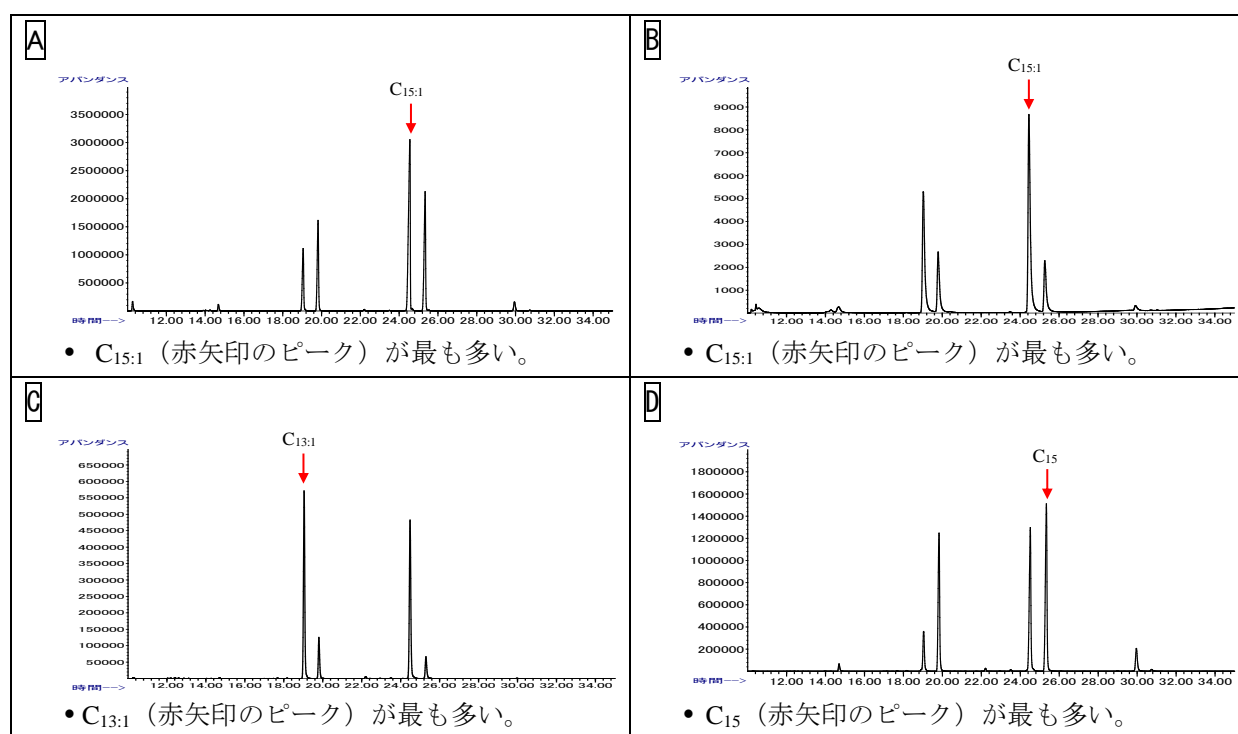 A
アバンダンス
C15:1
3500000
3000000
2500000
2000000
1500000
1000000
500000
12.00 14.00 16.00 18.00 20.00 22.00 24.00 26.00 28.00 30.00 32.00 34.00
時間-->
• C15:1（赤矢印のピーク）が最も多い。
B
アバンダンス
C15:1
9000
8000
7000
6000
5000
4000
3000
2000
1000
12.00 14.00 16.00 18.00 20.00 22.00 24.00 26.00 28.00 30.00 32.00 34.00
時間-->
• C15:1（赤矢印のピーク）が最も多い。
C
アバンダンス
C13:1
650000
600000
550000
500000
450000
400000
350000
300000
250000
200000
150000
100000
50000
12.00 14.00 16.00 18.00 20.00 22.00 24.00 26.00 28.00 30.00 32.00 34.00
時間-->
• C13:1（赤矢印のピーク）が最も多い。
D
アバンダンス
C15
1800000
1600000
1400000
1200000
1000000
800000
600000
400000
200000
12.00 14.00 16.00 18.00 20.00 22.00 24.00 26.00 28.00 30.00 32.00 34.00
時間-->
• C15（赤矢印のピーク）が最も多い。